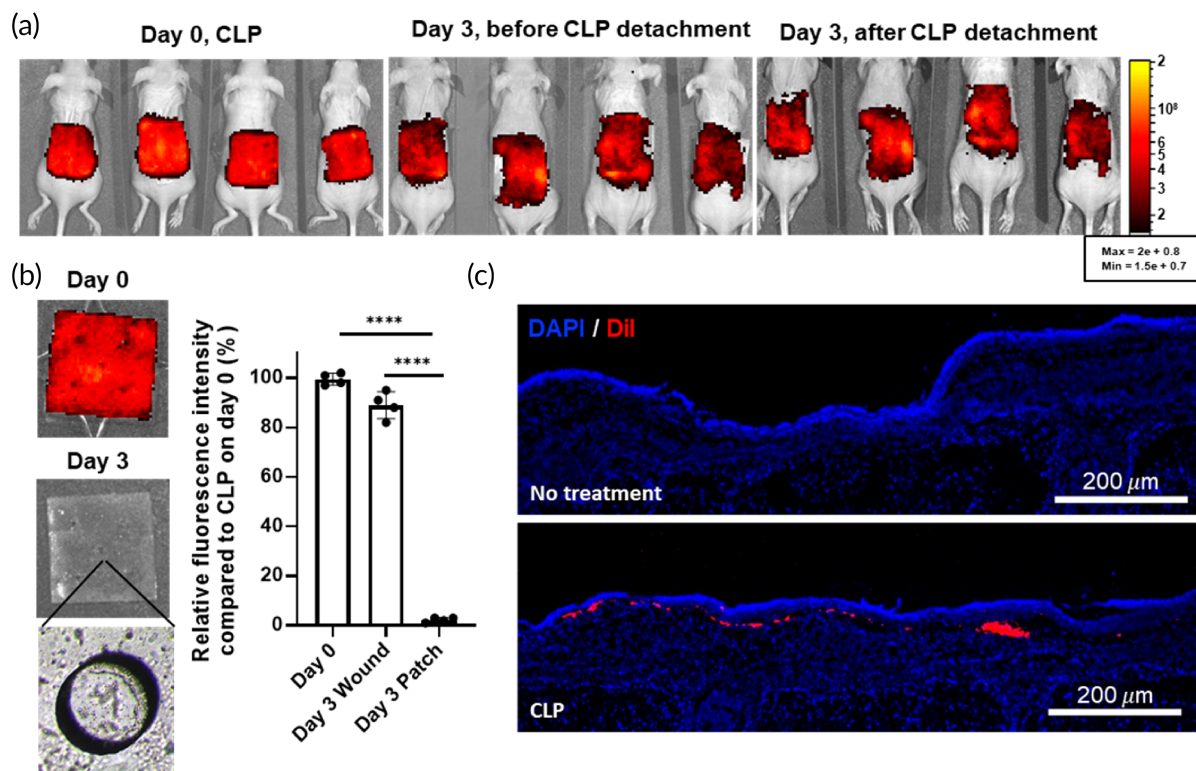 (a)
Day 0, CLP
Day 3, before CLP detachment
Day 3, after CLP detachment
2
10⁸
6
5
4
3
2
Max = 2e + 0.8
Min = 1.5e + 0.7
(b)
Day 0
Day 3
Relative fluorescence intensity
compared to CLP on day 0 (%)
100
80
60
40
20
0
****
****
Day 0
Day 3 Wound
Day 3 Patch
(c)
DAPI / Dil
200 μm
No treatment
200 μm
CLP